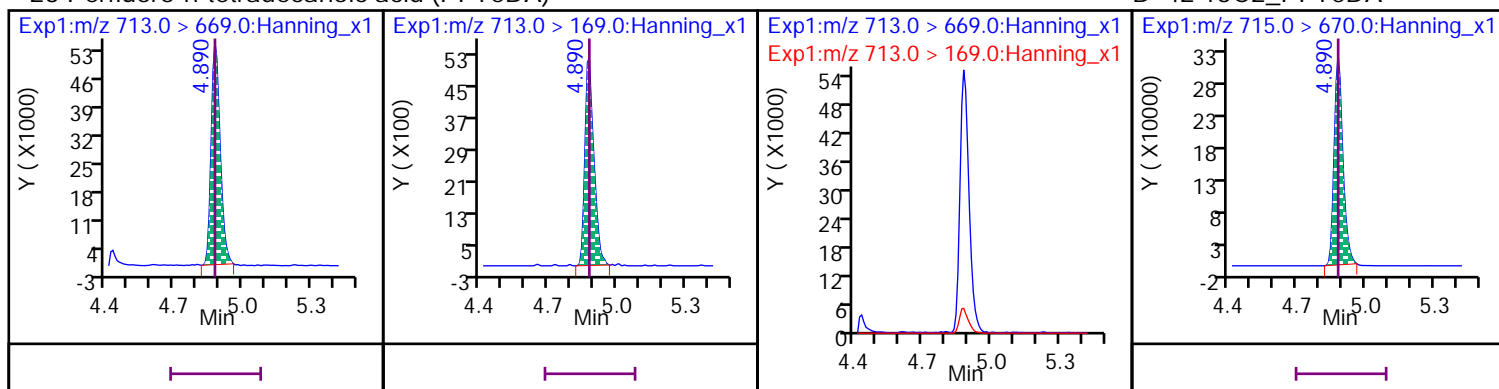 Exp1:m/z 713.0 > 669.0:Hanning_x1
4.890
Y ( X1000)
53
46
39
32
25
18
11
4
-3
4.4 4.7 5.0 5.3
Min
Exp1:m/z 713.0 > 169.0:Hanning_x1
4.890
Y ( X100)
53
45
37
29
21
13
5
-3
4.4 4.7 5.0 5.3
Min
Exp1:m/z 713.0 > 669.0:Hanning_x1
Exp1:m/z 713.0 > 169.0:Hanning_x1
Y ( X1000)
54
48
42
36
30
24
18
12
6
0
4.4 4.7 5.0 5.3
Min
Exp1:m/z 715.0 > 670.0:Hanning_x1
4.890
Y ( X10000)
33
28
23
18
13
8
3
-2
4.4 4.7 5.0 5.3
Min